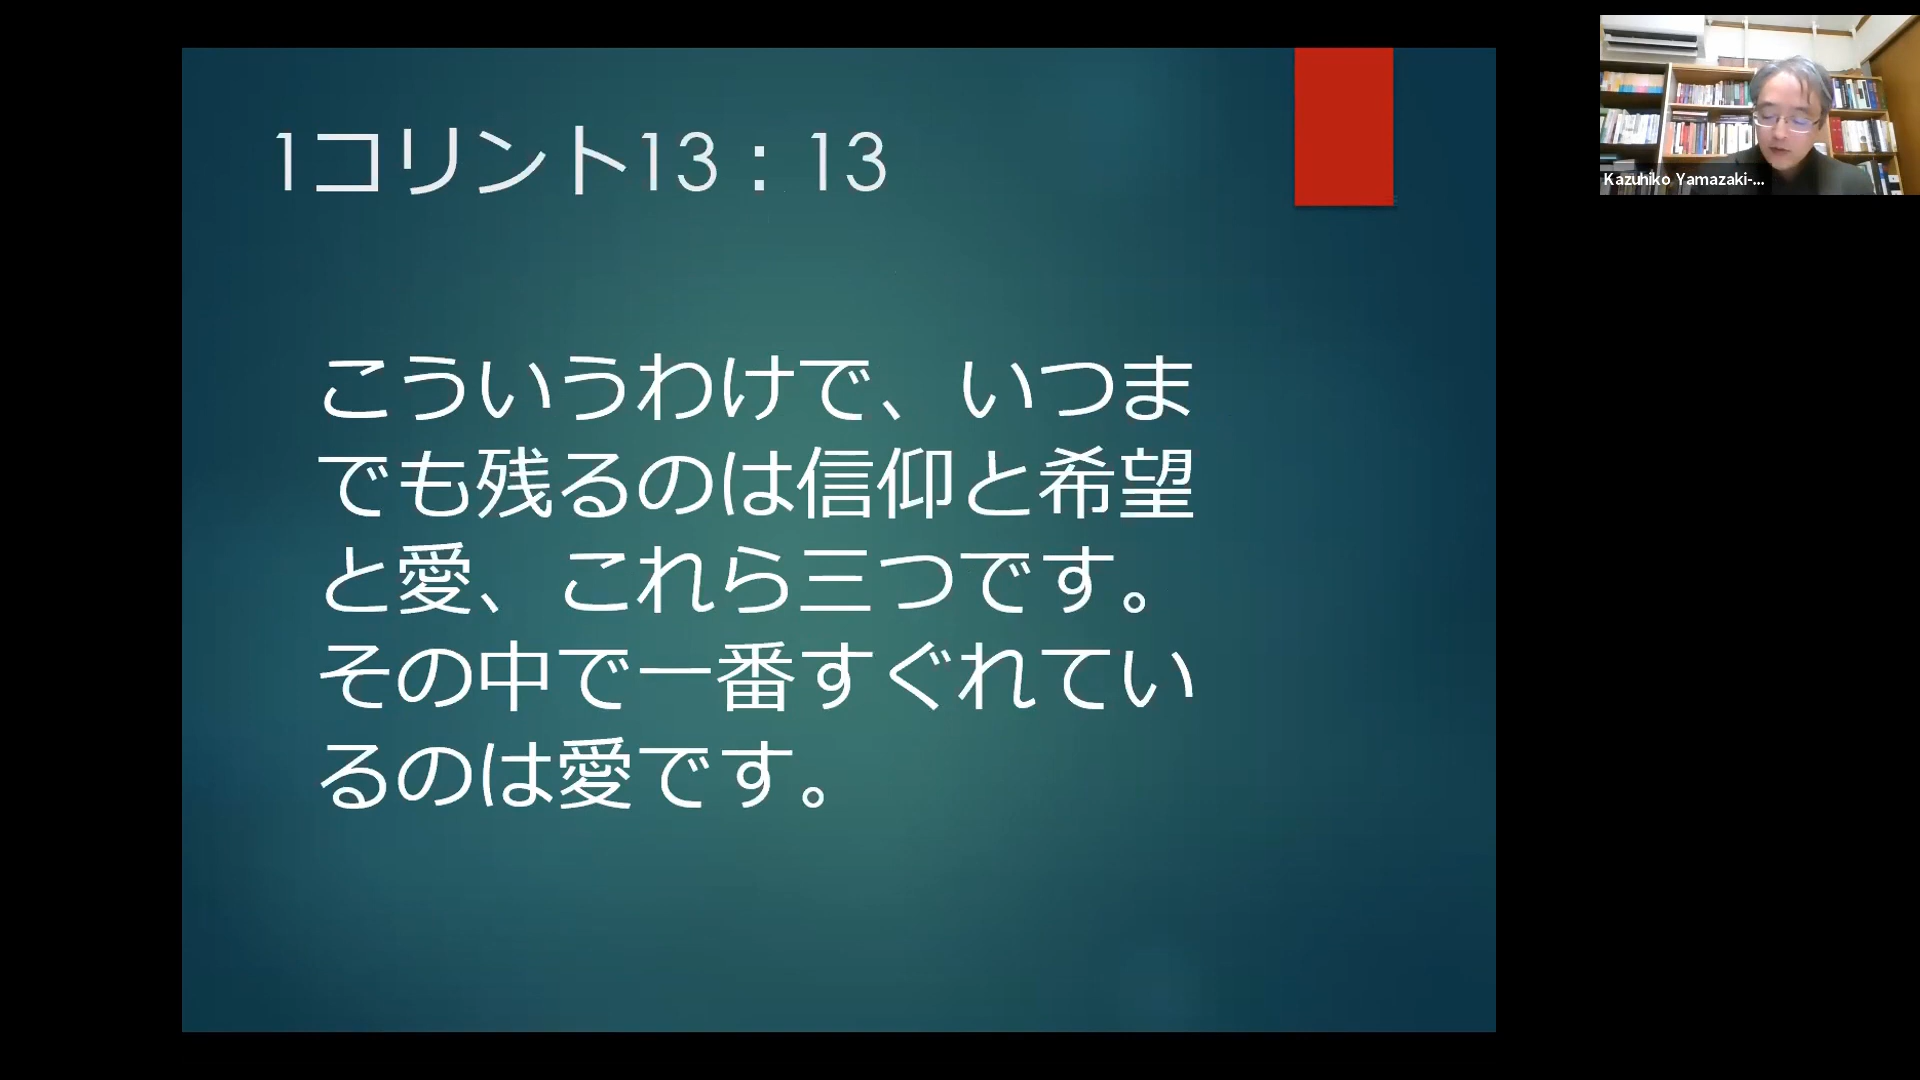 1コリント13：13
こういうわけで、いつま
でも残るのは信仰と希望
と愛、これら三つです。
その中で一番すぐれてい
るのは愛です。
Kazuhiko Yamazaki-...